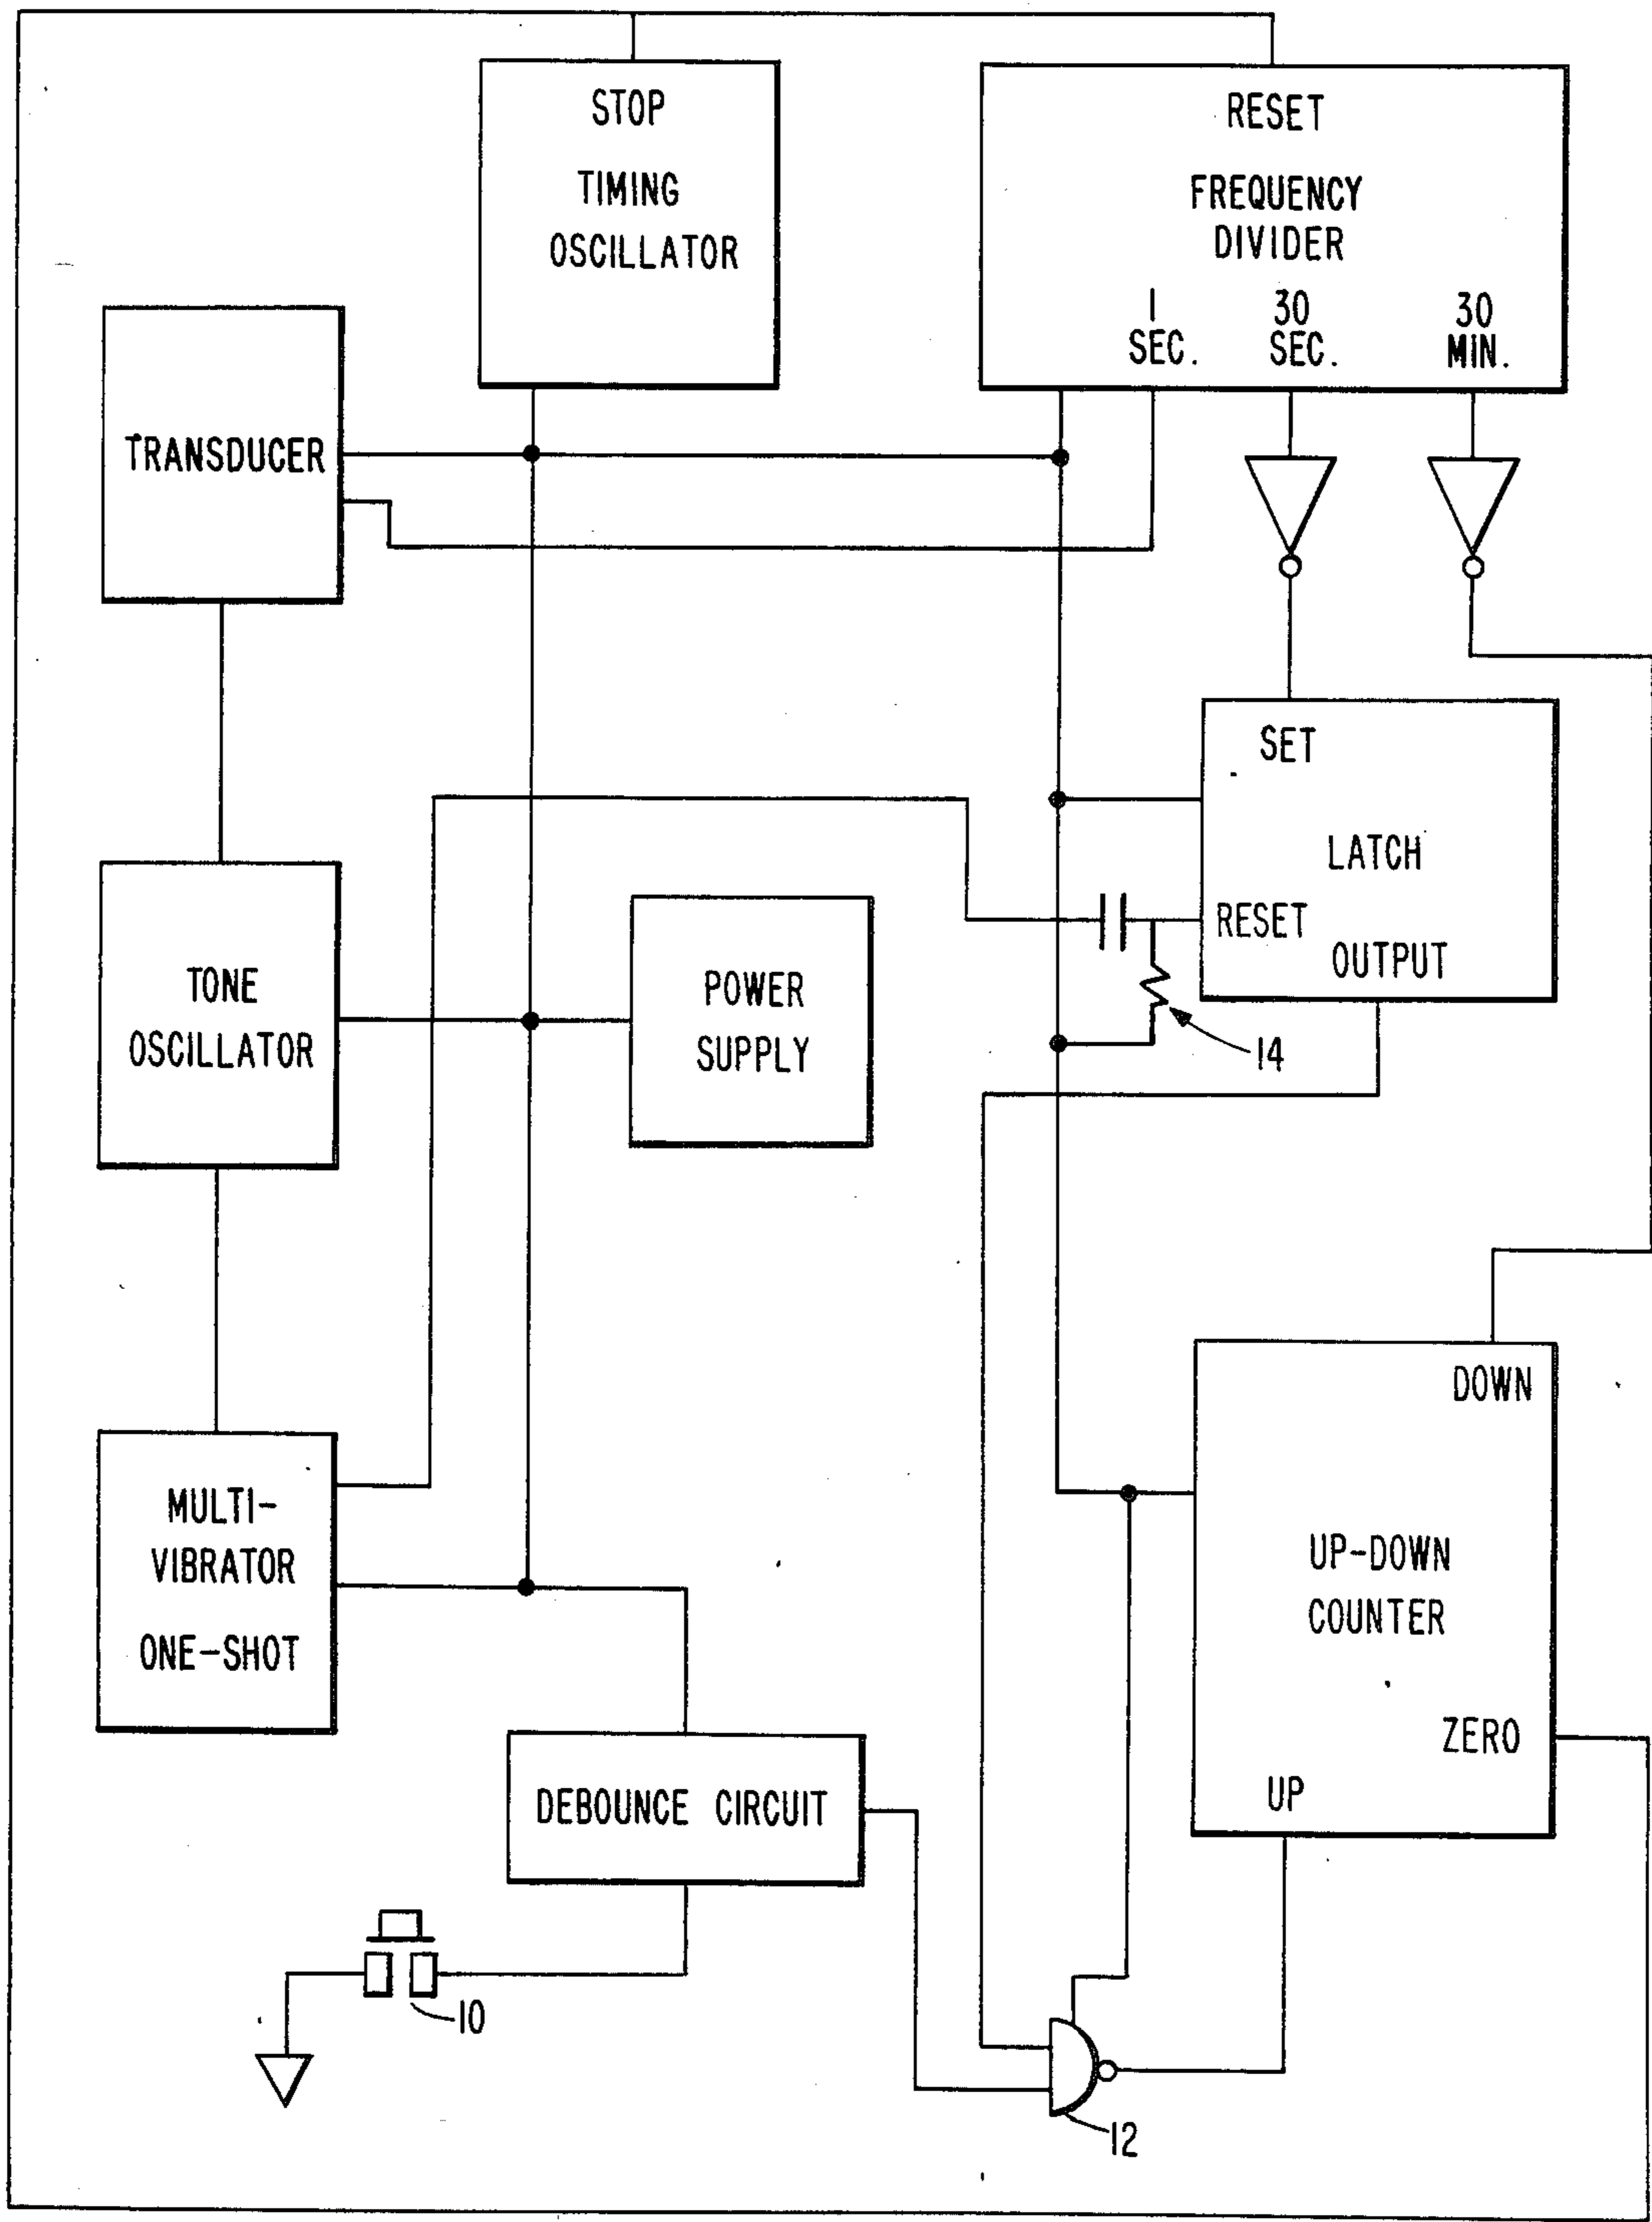 STOP
TIMING
OSCILLATOR
RESET
FREQUENCY
DIVIDER
1
SEC.
30
SEC.
30
MIN.
TRANSDUCER
SET
LATCH
RESET
OUTPUT
14
TONE
OSCILLATOR
POWER
SUPPLY
DOWN
UP-DOWN
COUNTER
ZERO
UP
MULTI-
VIBRATOR
ONE-SHOT
DEBOUNCE CIRCUIT
10
12